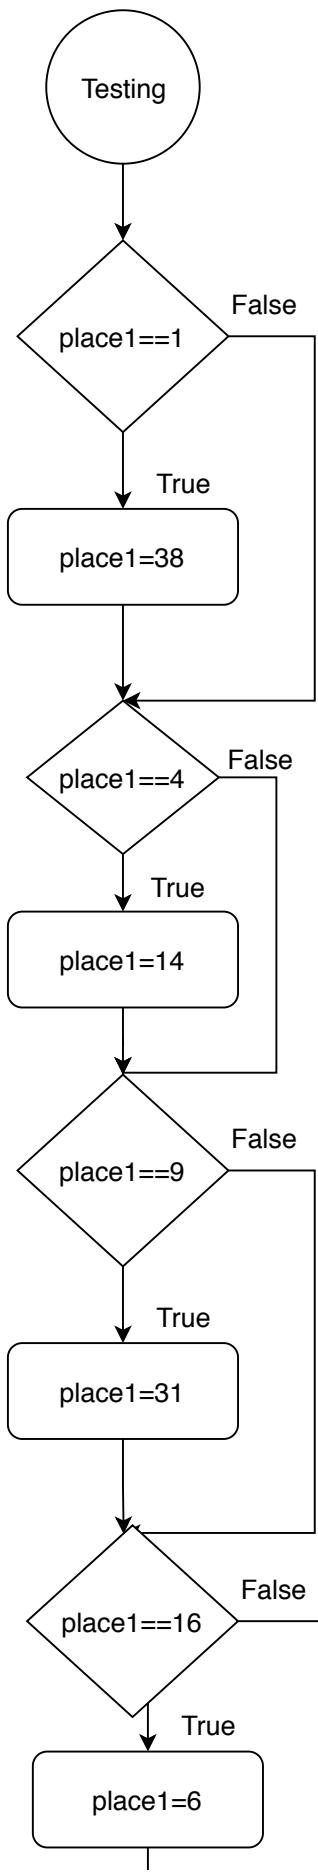 Testing
False
place1==1
True
place1=38
False
place1==4
True
place1=14
False
place1==9
True
place1=31
False
place1==16
True
place1=6